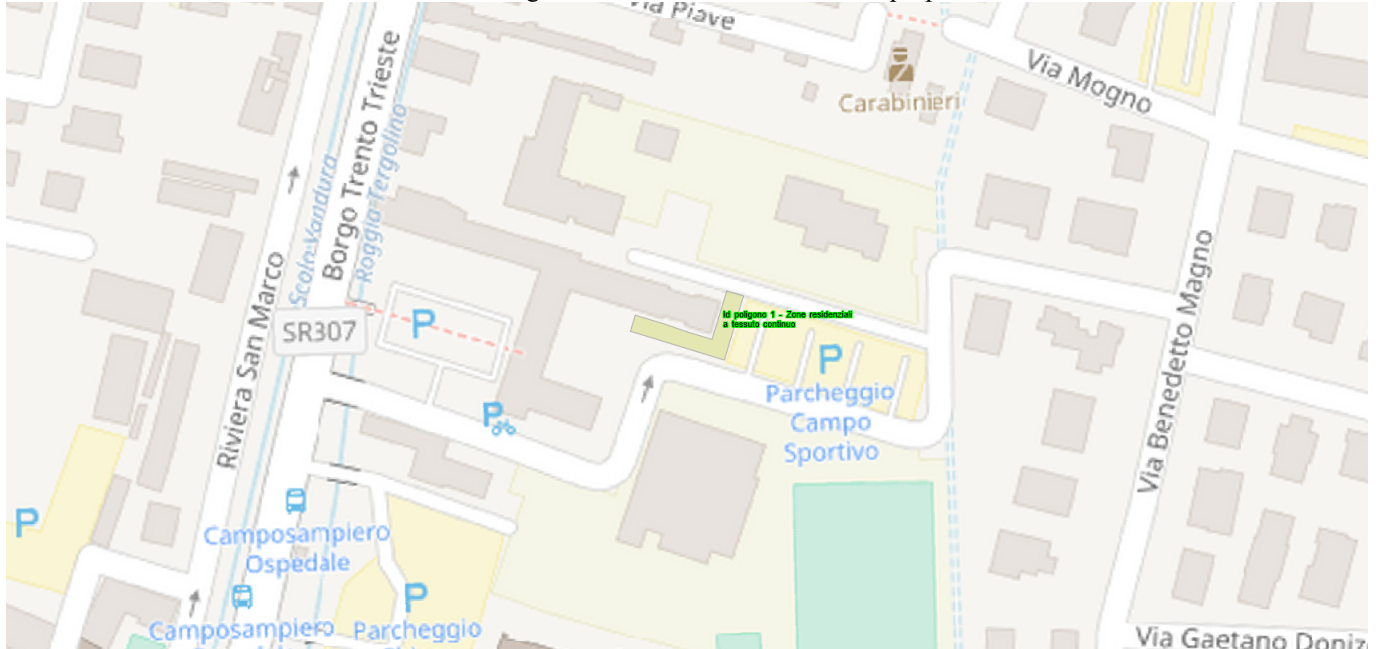 Via Piave
Via Mogno
Carabinieri
Borgo Trento Trieste
Scolo Vandura
Roggia Tergolino
Riviera San Marco
Via Benedetto Magno
SR307
P
Id poligono 1 - Zone residenziali
a tessuto continuo
P
Parcheggio
Campo
Sportivo
P
P
Camposampiero
Ospedale
P
Camposampiero
Parcheggio
Via Gaetano Doniz